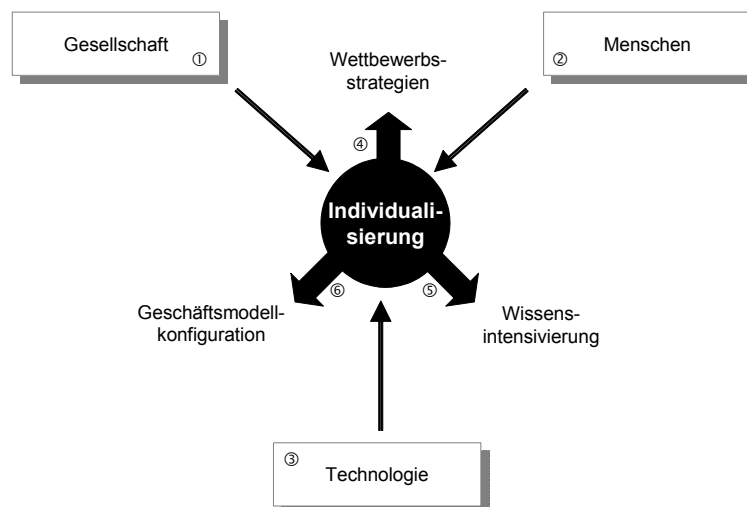 Gesellschaft
①
Menschen
②
Wettbewerbs-
strategien
④
Individuali-
sierung
⑥
⑤
Geschäftsmodell-
konfiguration
Wissens-
intensivierung
③
Technologie